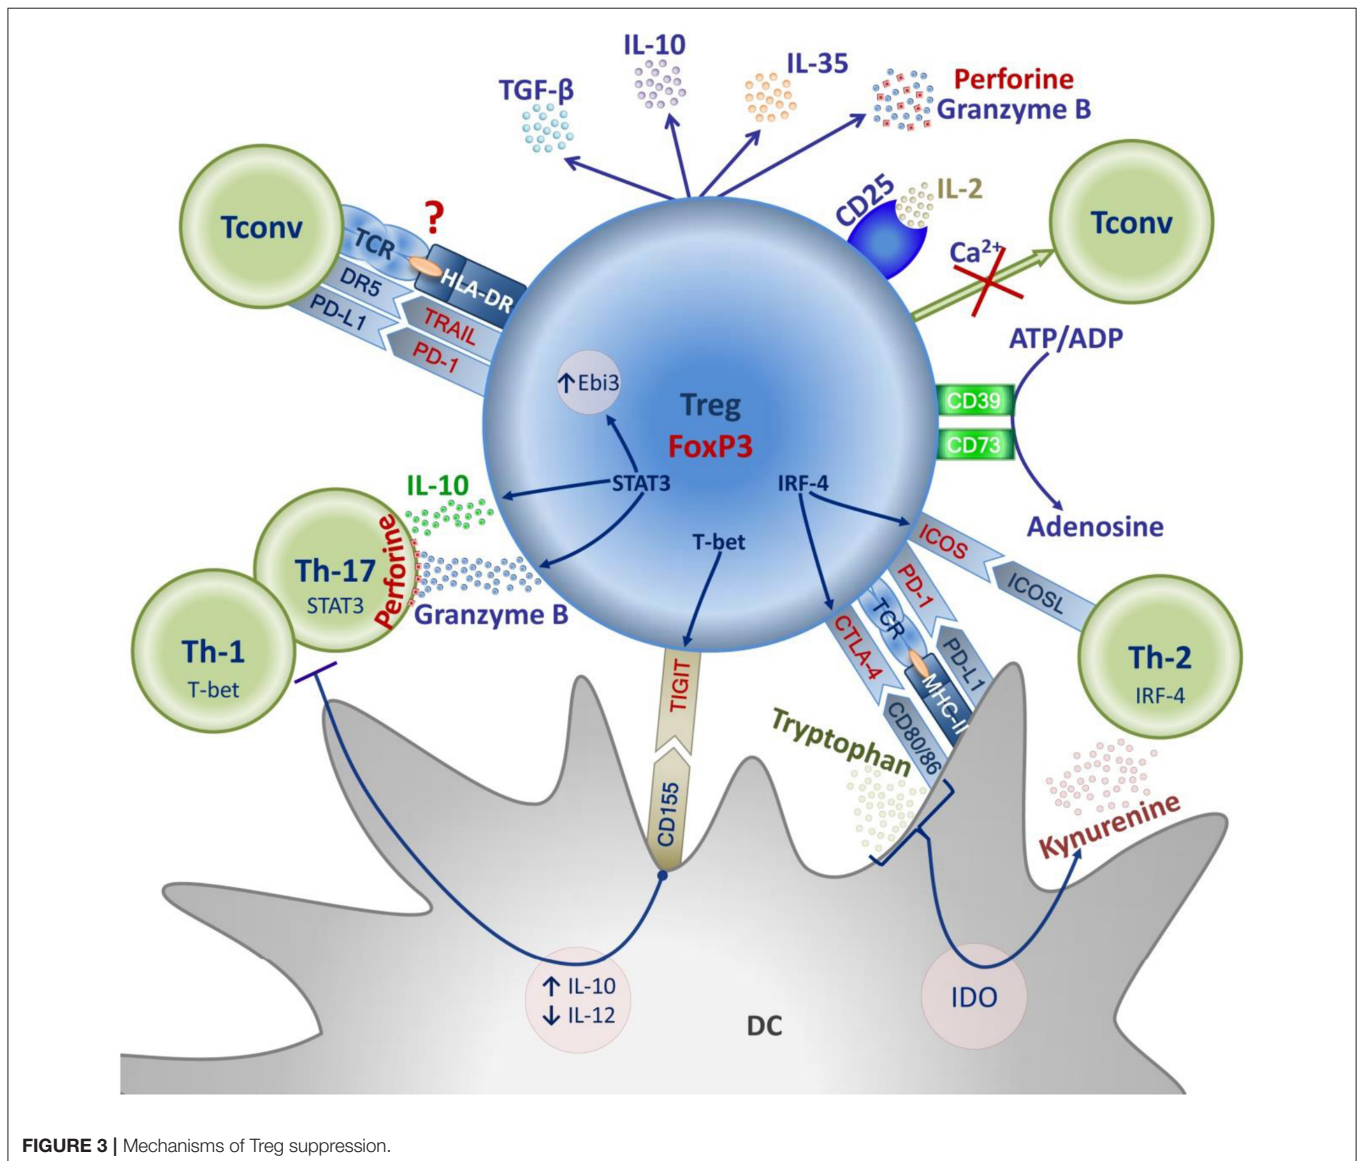 IL-10
IL-35
TGF-β
Perforine
Granzyme B
CD25
IL-2
Tconv
TCR
?
HLA-DR
DR5
TRAIL
PD-L1
PD-1
Ca²⁺
Tconv
ATP/ADP
CD39
CD73
Adenosine
↑ Ebi3
Treg
FoxP3
STAT3
IRF-4
T-bet
IL-10
Perforine
Granzyme B
Th-17
STAT3
Th-1
T-bet
ICOS
ICOSL
PD-1
PD-L1
TCR
MHC-II
CTLA-4
CD80/86
TIGIT
CD155
Th-2
IRF-4
Tryptophan
Kynurenine
↑ IL-10
↓ IL-12
IDO
DC
FIGURE 3 | Mechanisms of Treg suppression.